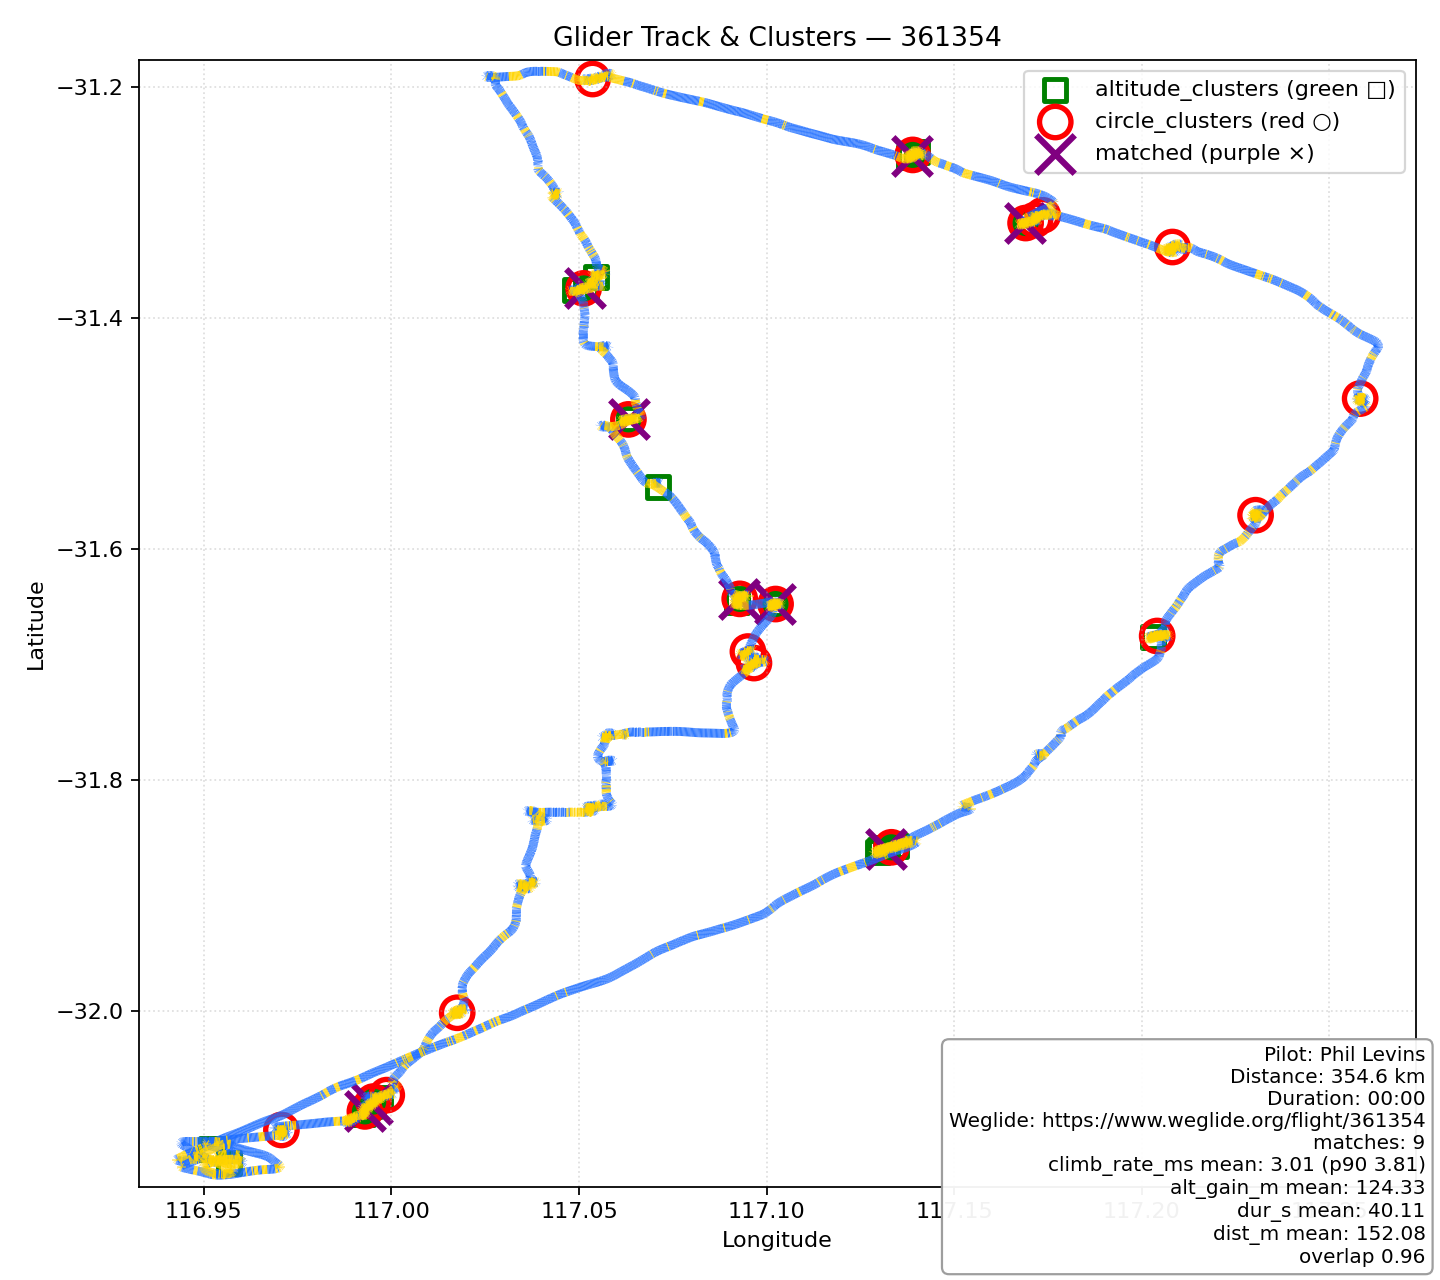 Glider Track & Clusters — 361354
altitude_clusters (green □)
circle_clusters (red ○)
matched (purple ×)
−31.2
−31.4
−31.6
−31.8
−32.0
Latitude
116.95
117.00
117.05
117.10
117.15
117.20
Longitude
Pilot: Phil Levins
Distance: 354.6 km
Duration: 00:00
Weglide: https://www.weglide.org/flight/361354
matches: 9
climb_rate_ms mean: 3.01 (p90 3.81)
alt_gain_m mean: 124.33
dur_s mean: 40.11
dist_m mean: 152.08
overlap 0.96